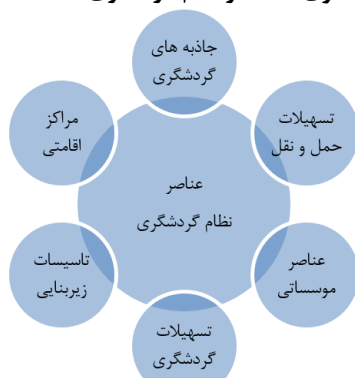 جاذبه های
گردشگری
تسهیلات
حمل و نقل
مراکز
اقامتی
عناصر
نظام گردشگری
عناصر
موسساتی
تاسیسات
زیربنایی
تسهیلات
گردشگری